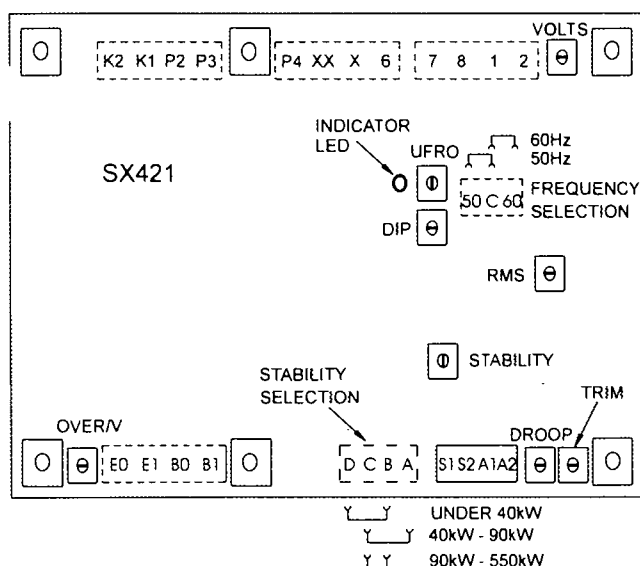 VOLTS
K2 K1 P2 P3
P4 XX X 6
7 8 1 2
INDICATOR
LED
UFRO
60Hz
50Hz
SX421
50 C 60
FREQUENCY
SELECTION
DIP
RMS
STABILITY
STABILITY
SELECTION
TRIM
OVER/V
DROOP
E0 E1 B0 B1
D C B A
S1 S2 A1 A2
UNDER 40kW
40kW - 90kW
90kW - 550kW